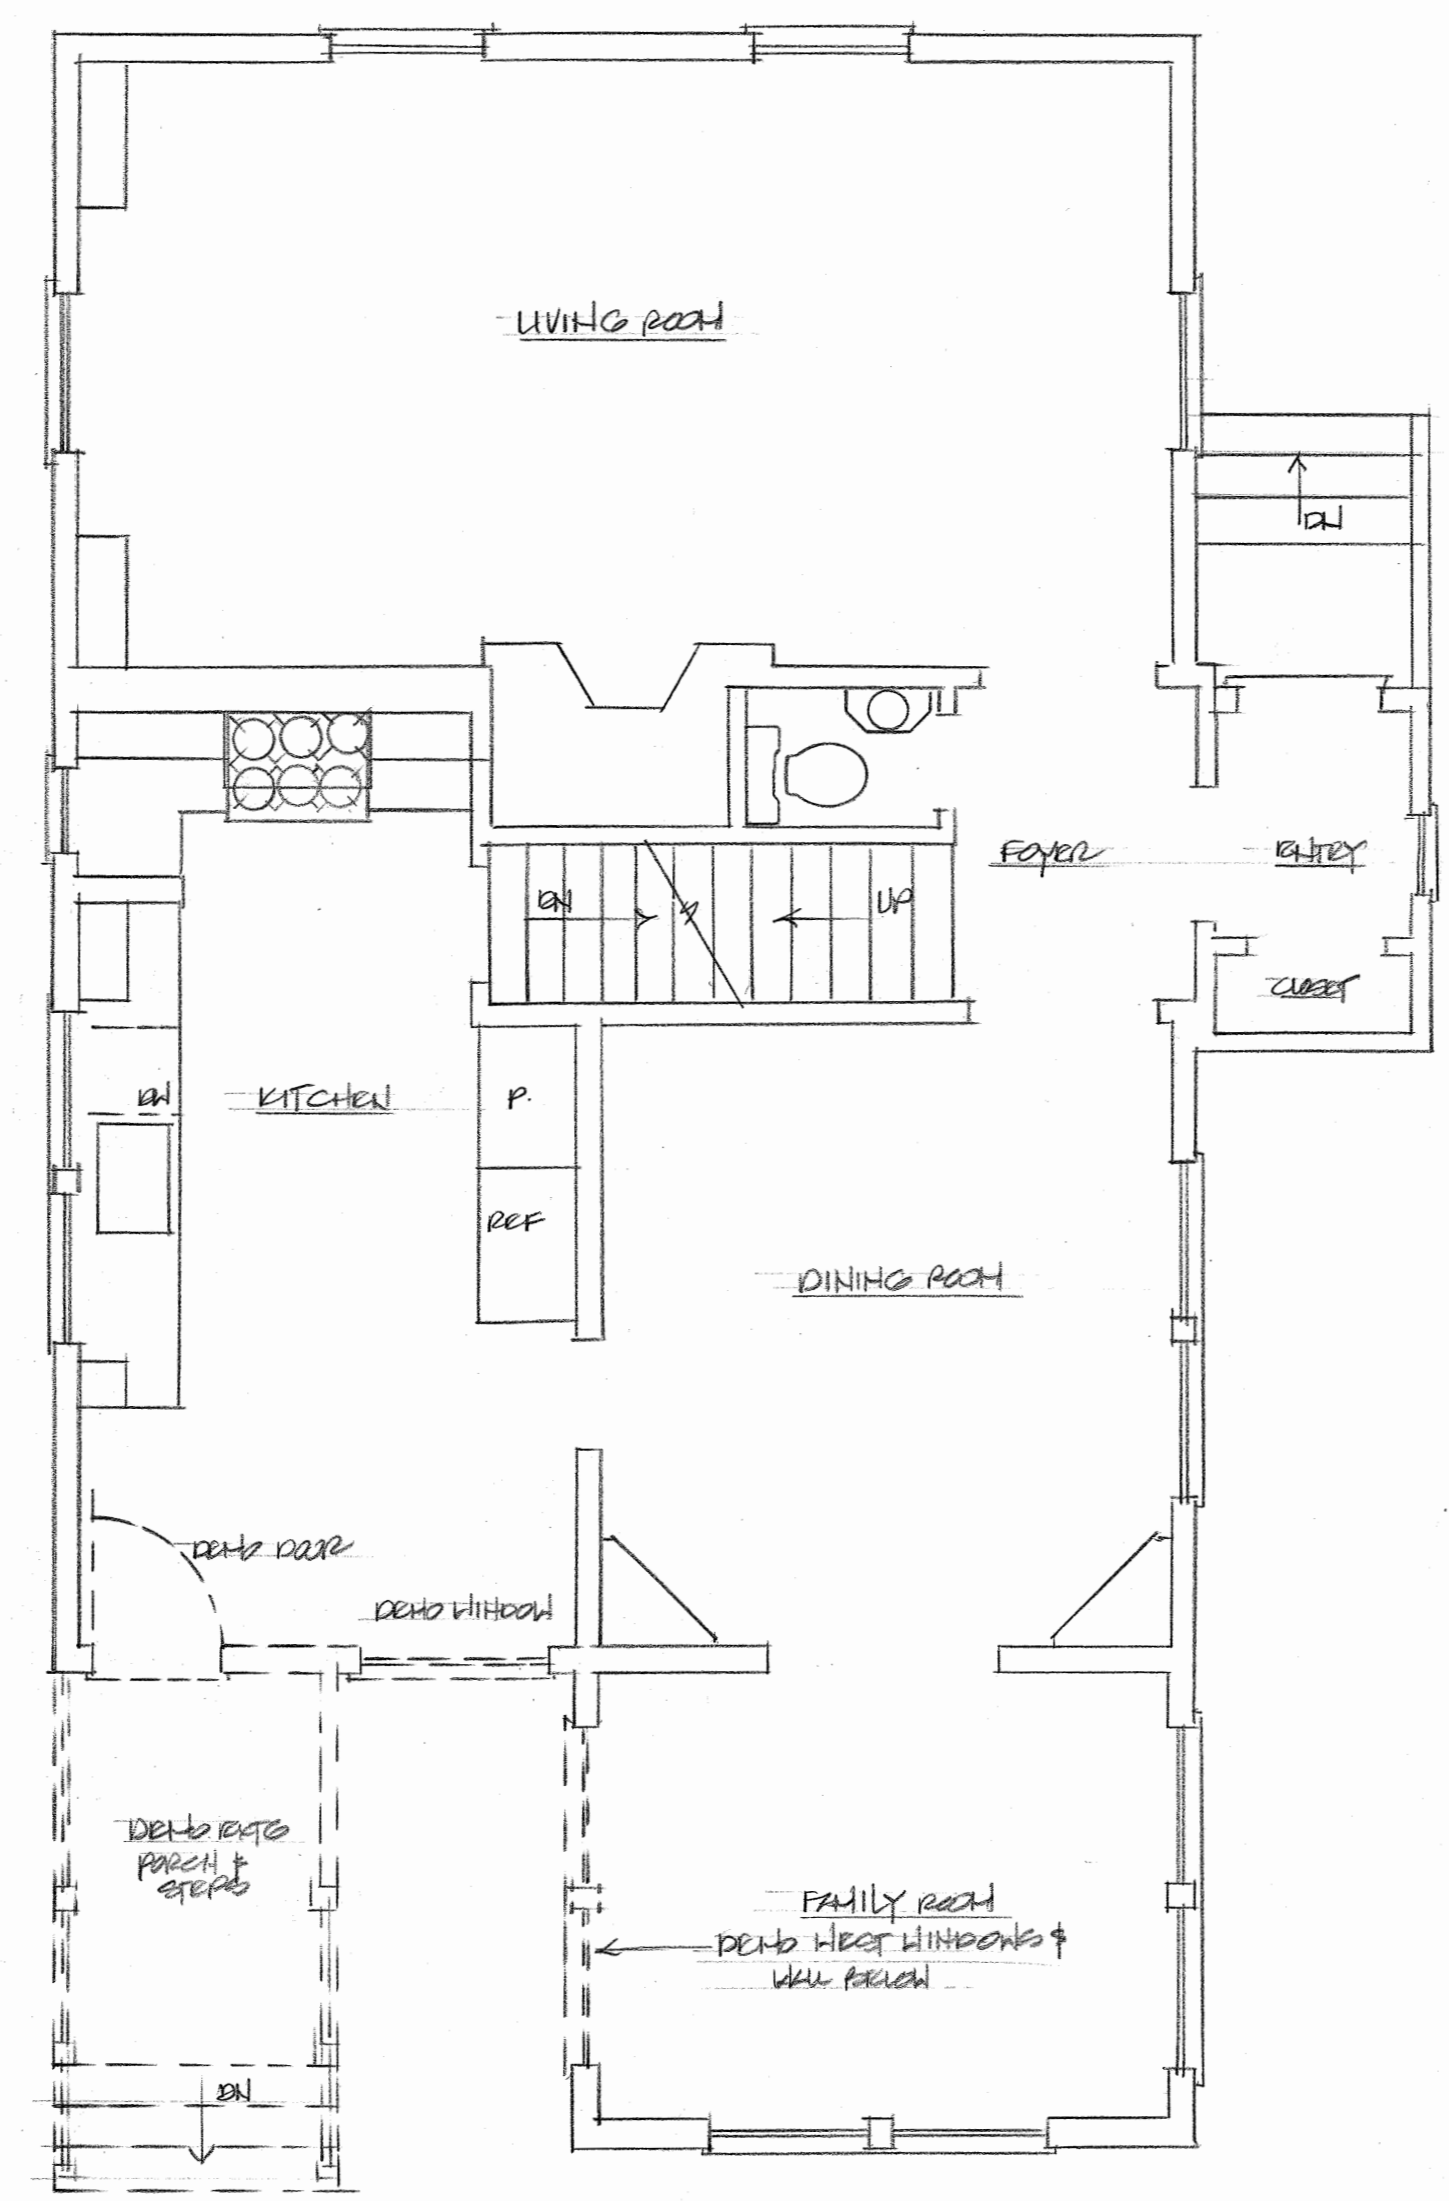 LIVING ROOM
DN
FOYER
ENTRY
DN
UP
CLOSET
KITCHEN
DW
P.
REF
DINING ROOM
DEMO DOOR
DEMO WINDOW
DEMO EXTG
PORCH &
STEPS
FAMILY ROOM
DEMO WEST WINDOWS &
WALL BELOW
DN